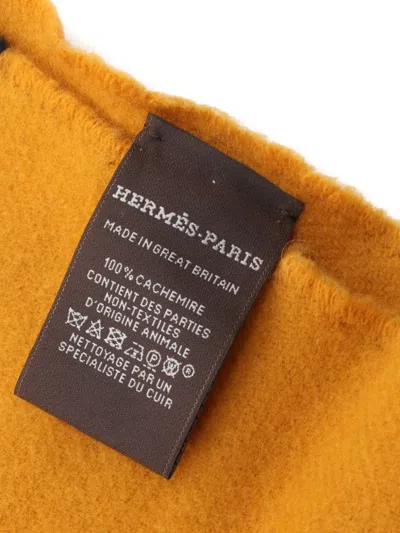 HERMÈS-PARIS
MADE IN GREAT BRITAIN
100% CACHEMIRE
CONTIENT DES PARTIES
NON-TEXTILES
D'ORIGINE ANIMALE
NETTOYAGE PAR UN
SPÉCIALISTE DU CUIR